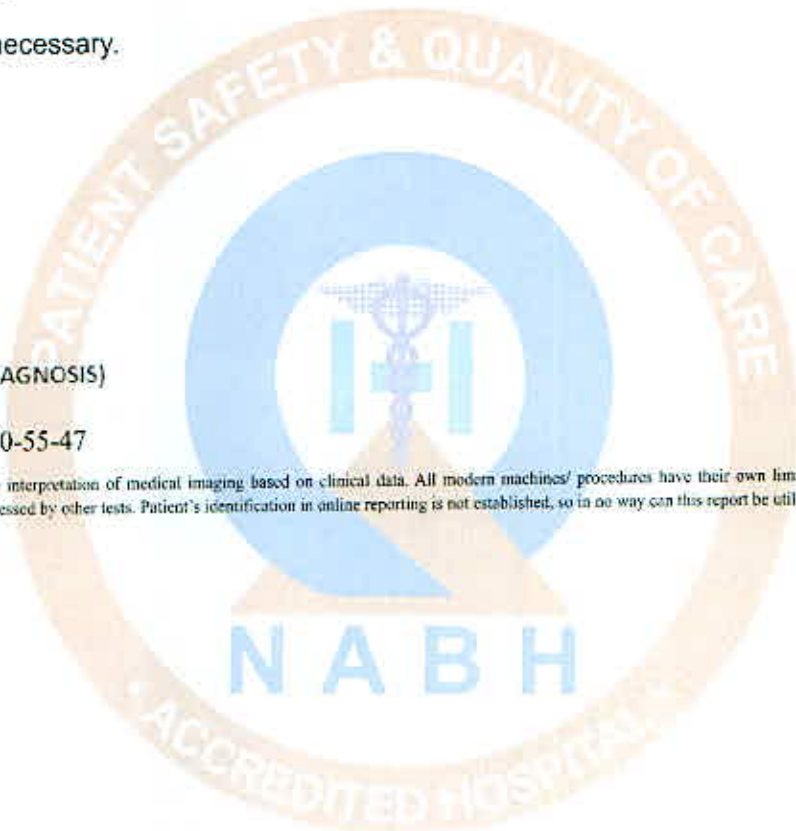 necessary.
PATIENT SAFETY & QUALITY OF CARE
AGNOSIS)
0-55-47
interpretation of medical imaging based on clinical data. All modern machines/ procedures have their own lim
essed by other tests. Patient's identification in online reporting is not established, so in no way can this report be util
NABH
• ACCREDITED HOSPITAL •